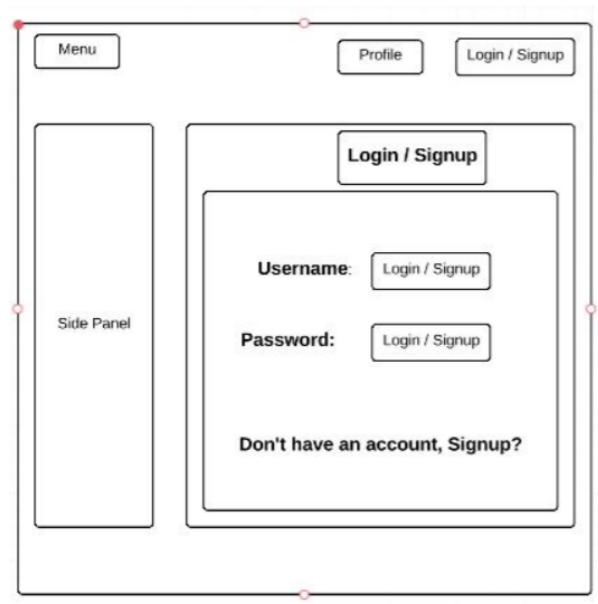 Menu
Profile
Login / Signup
Login / Signup
Username:
Login / Signup
Side Panel
Password:
Login / Signup
Don't have an account, Signup?